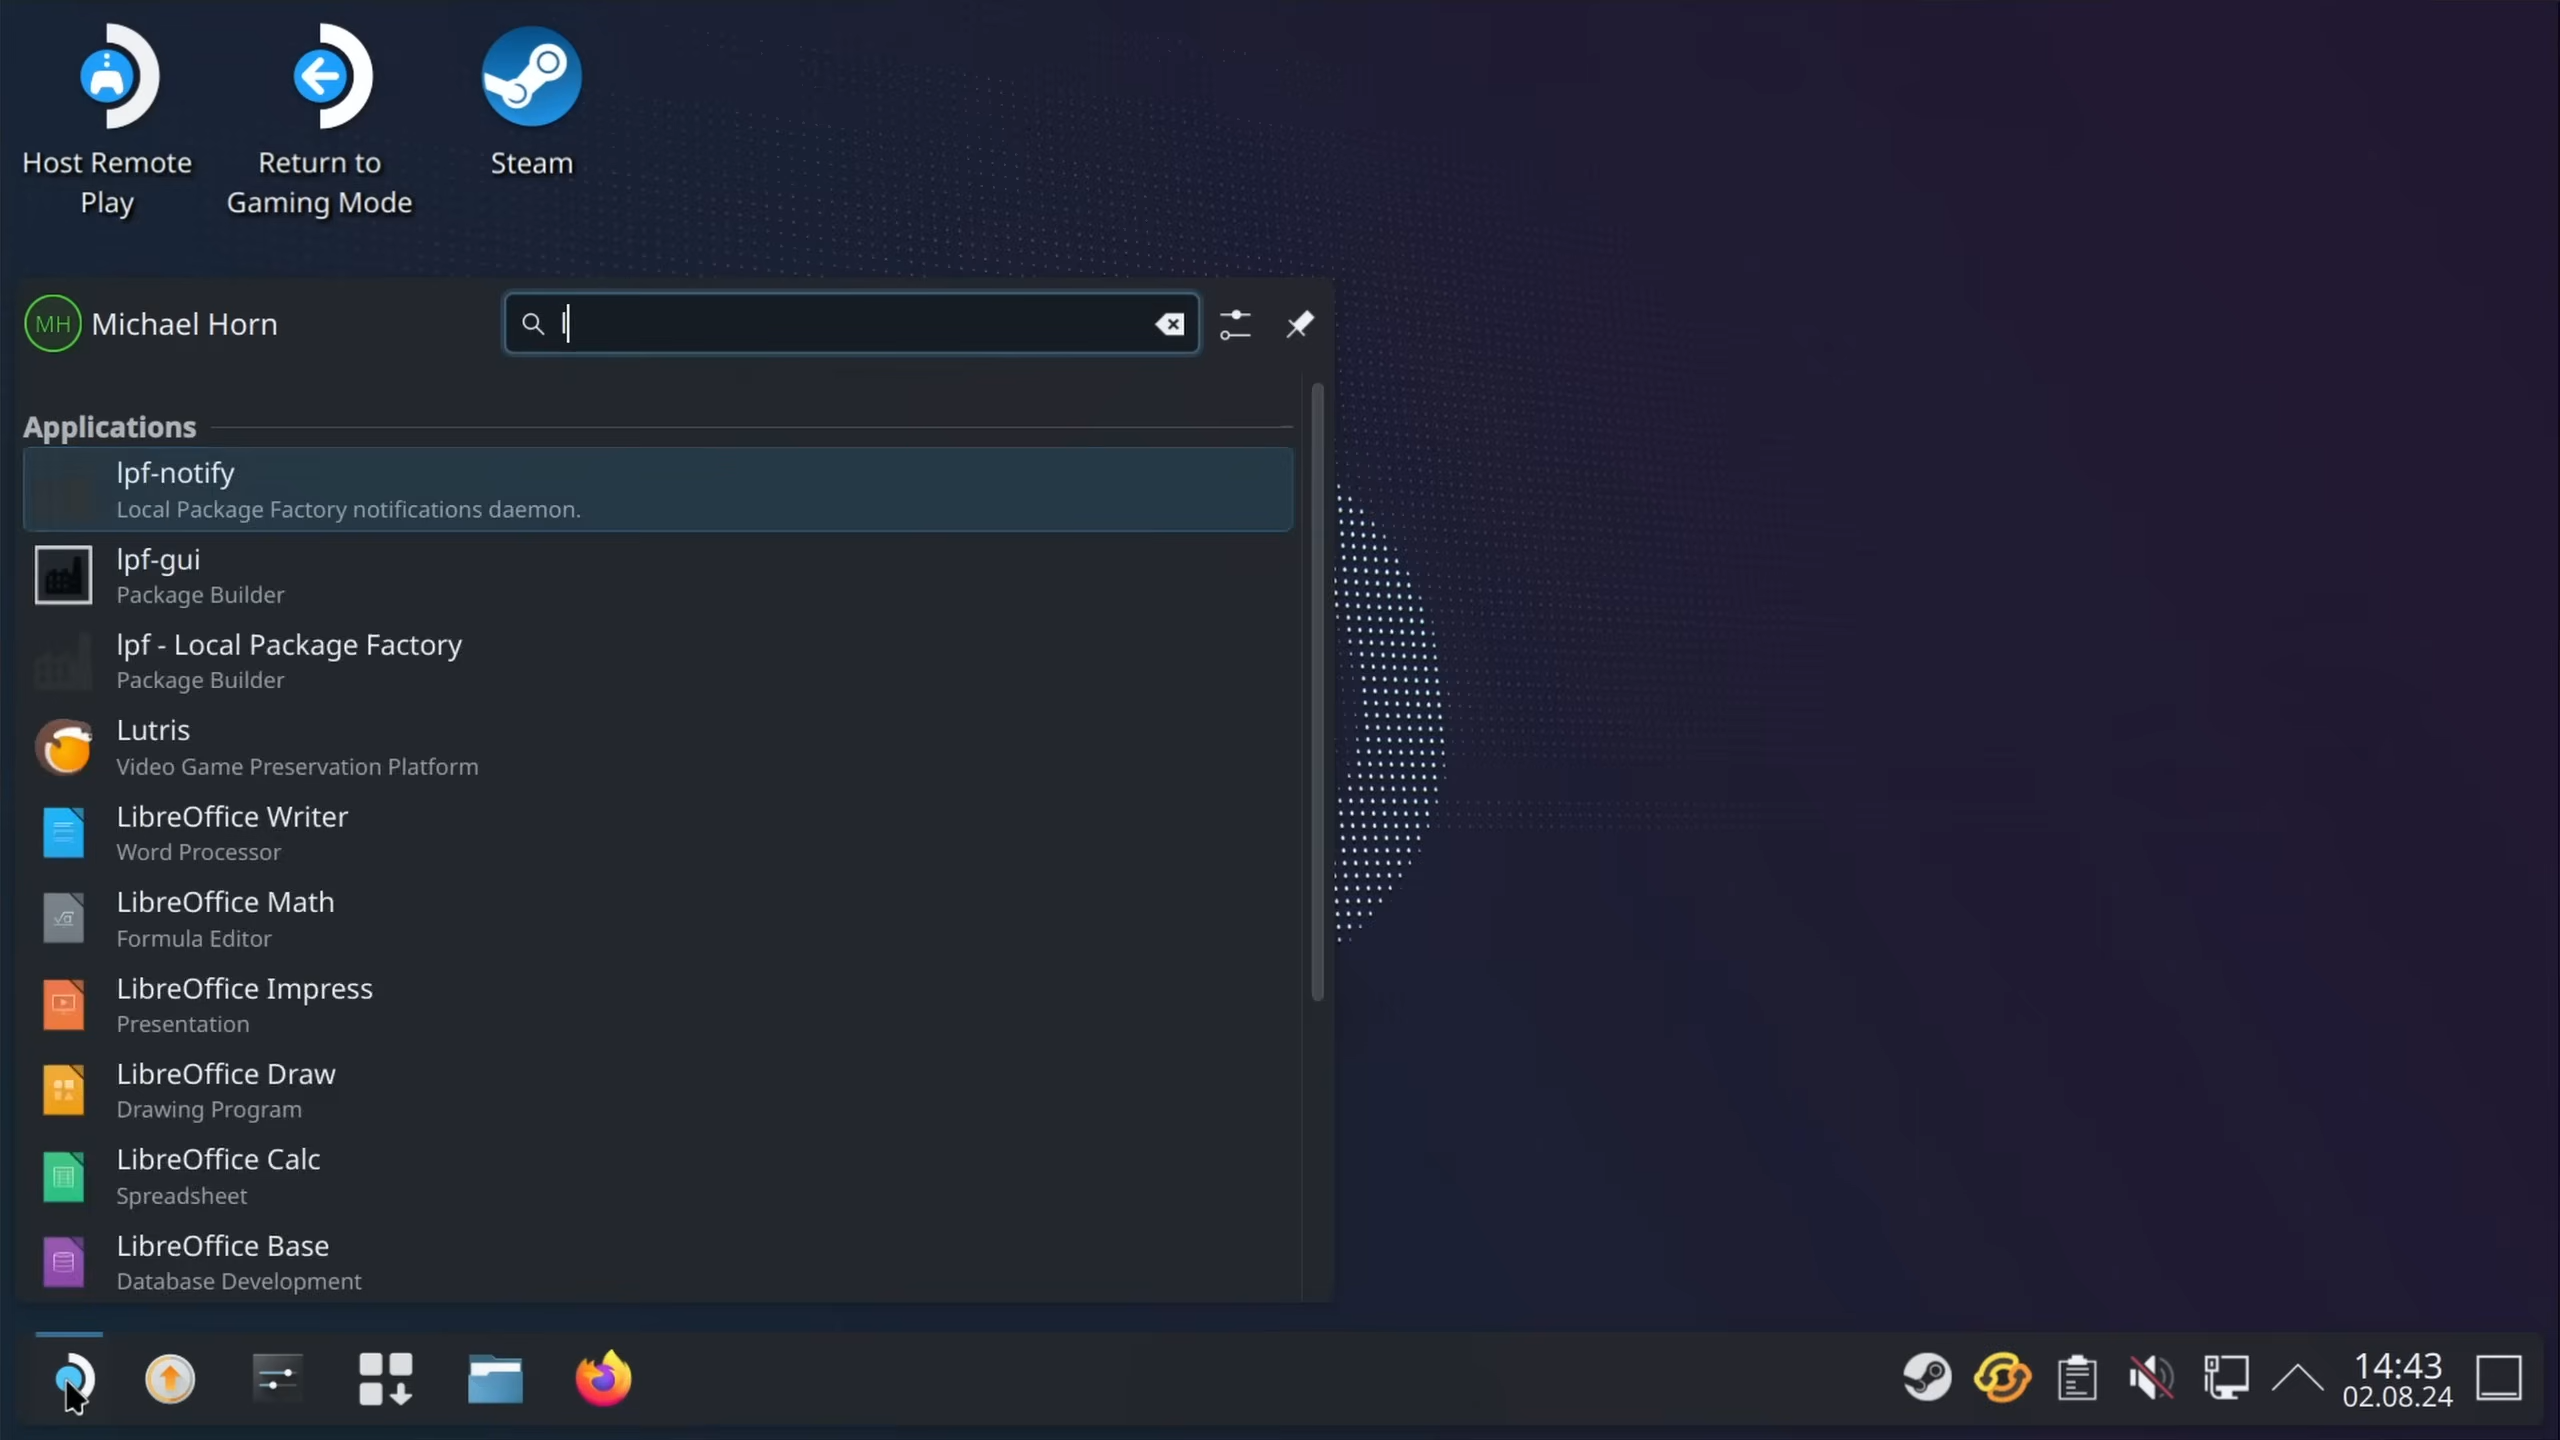 Host Remote
Play
Return to
Gaming Mode
Steam
MH
Michael Horn
l
Applications
lpf-notify
Local Package Factory notifications daemon.
lpf-gui
Package Builder
lpf - Local Package Factory
Package Builder
Lutris
Video Game Preservation Platform
LibreOffice Writer
Word Processor
LibreOffice Math
Formula Editor
LibreOffice Impress
Presentation
LibreOffice Draw
Drawing Program
LibreOffice Calc
Spreadsheet
LibreOffice Base
Database Development
14:43
02.08.24